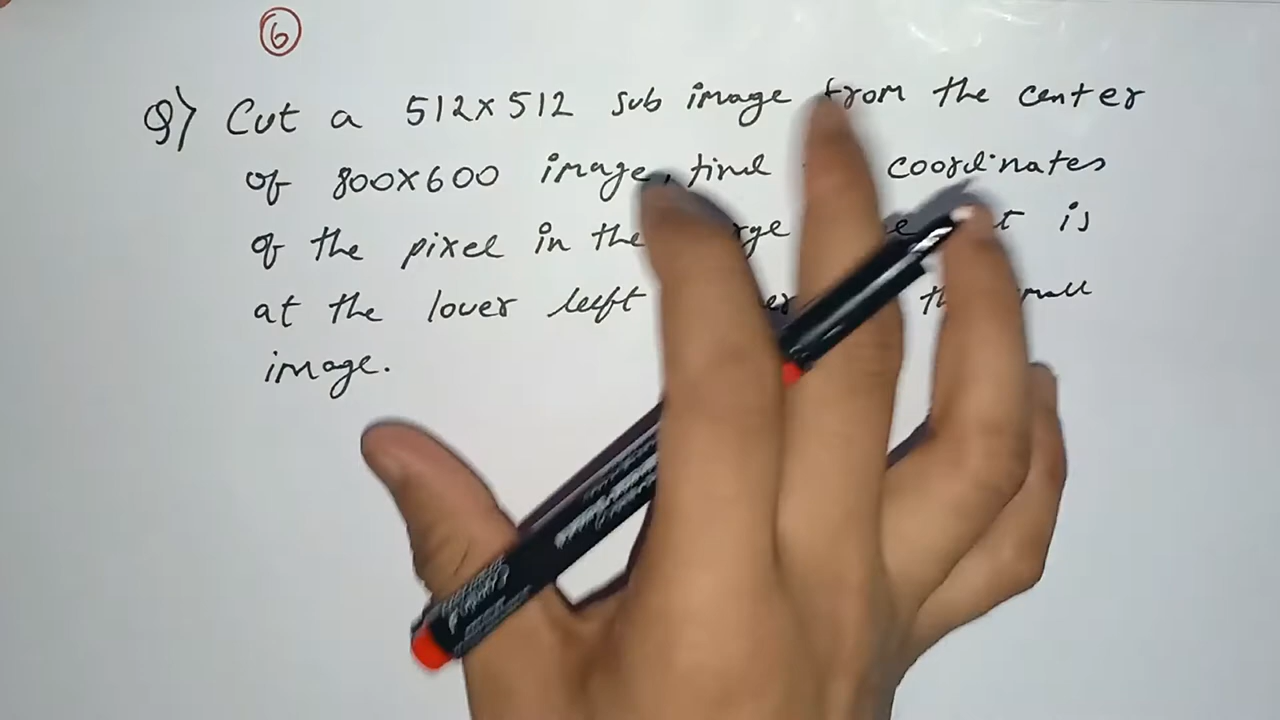 6
Q) Cut a 512x512 sub image from the center
of 800x600 image, find coordinates
of the pixel in the is
at the lover left
image.